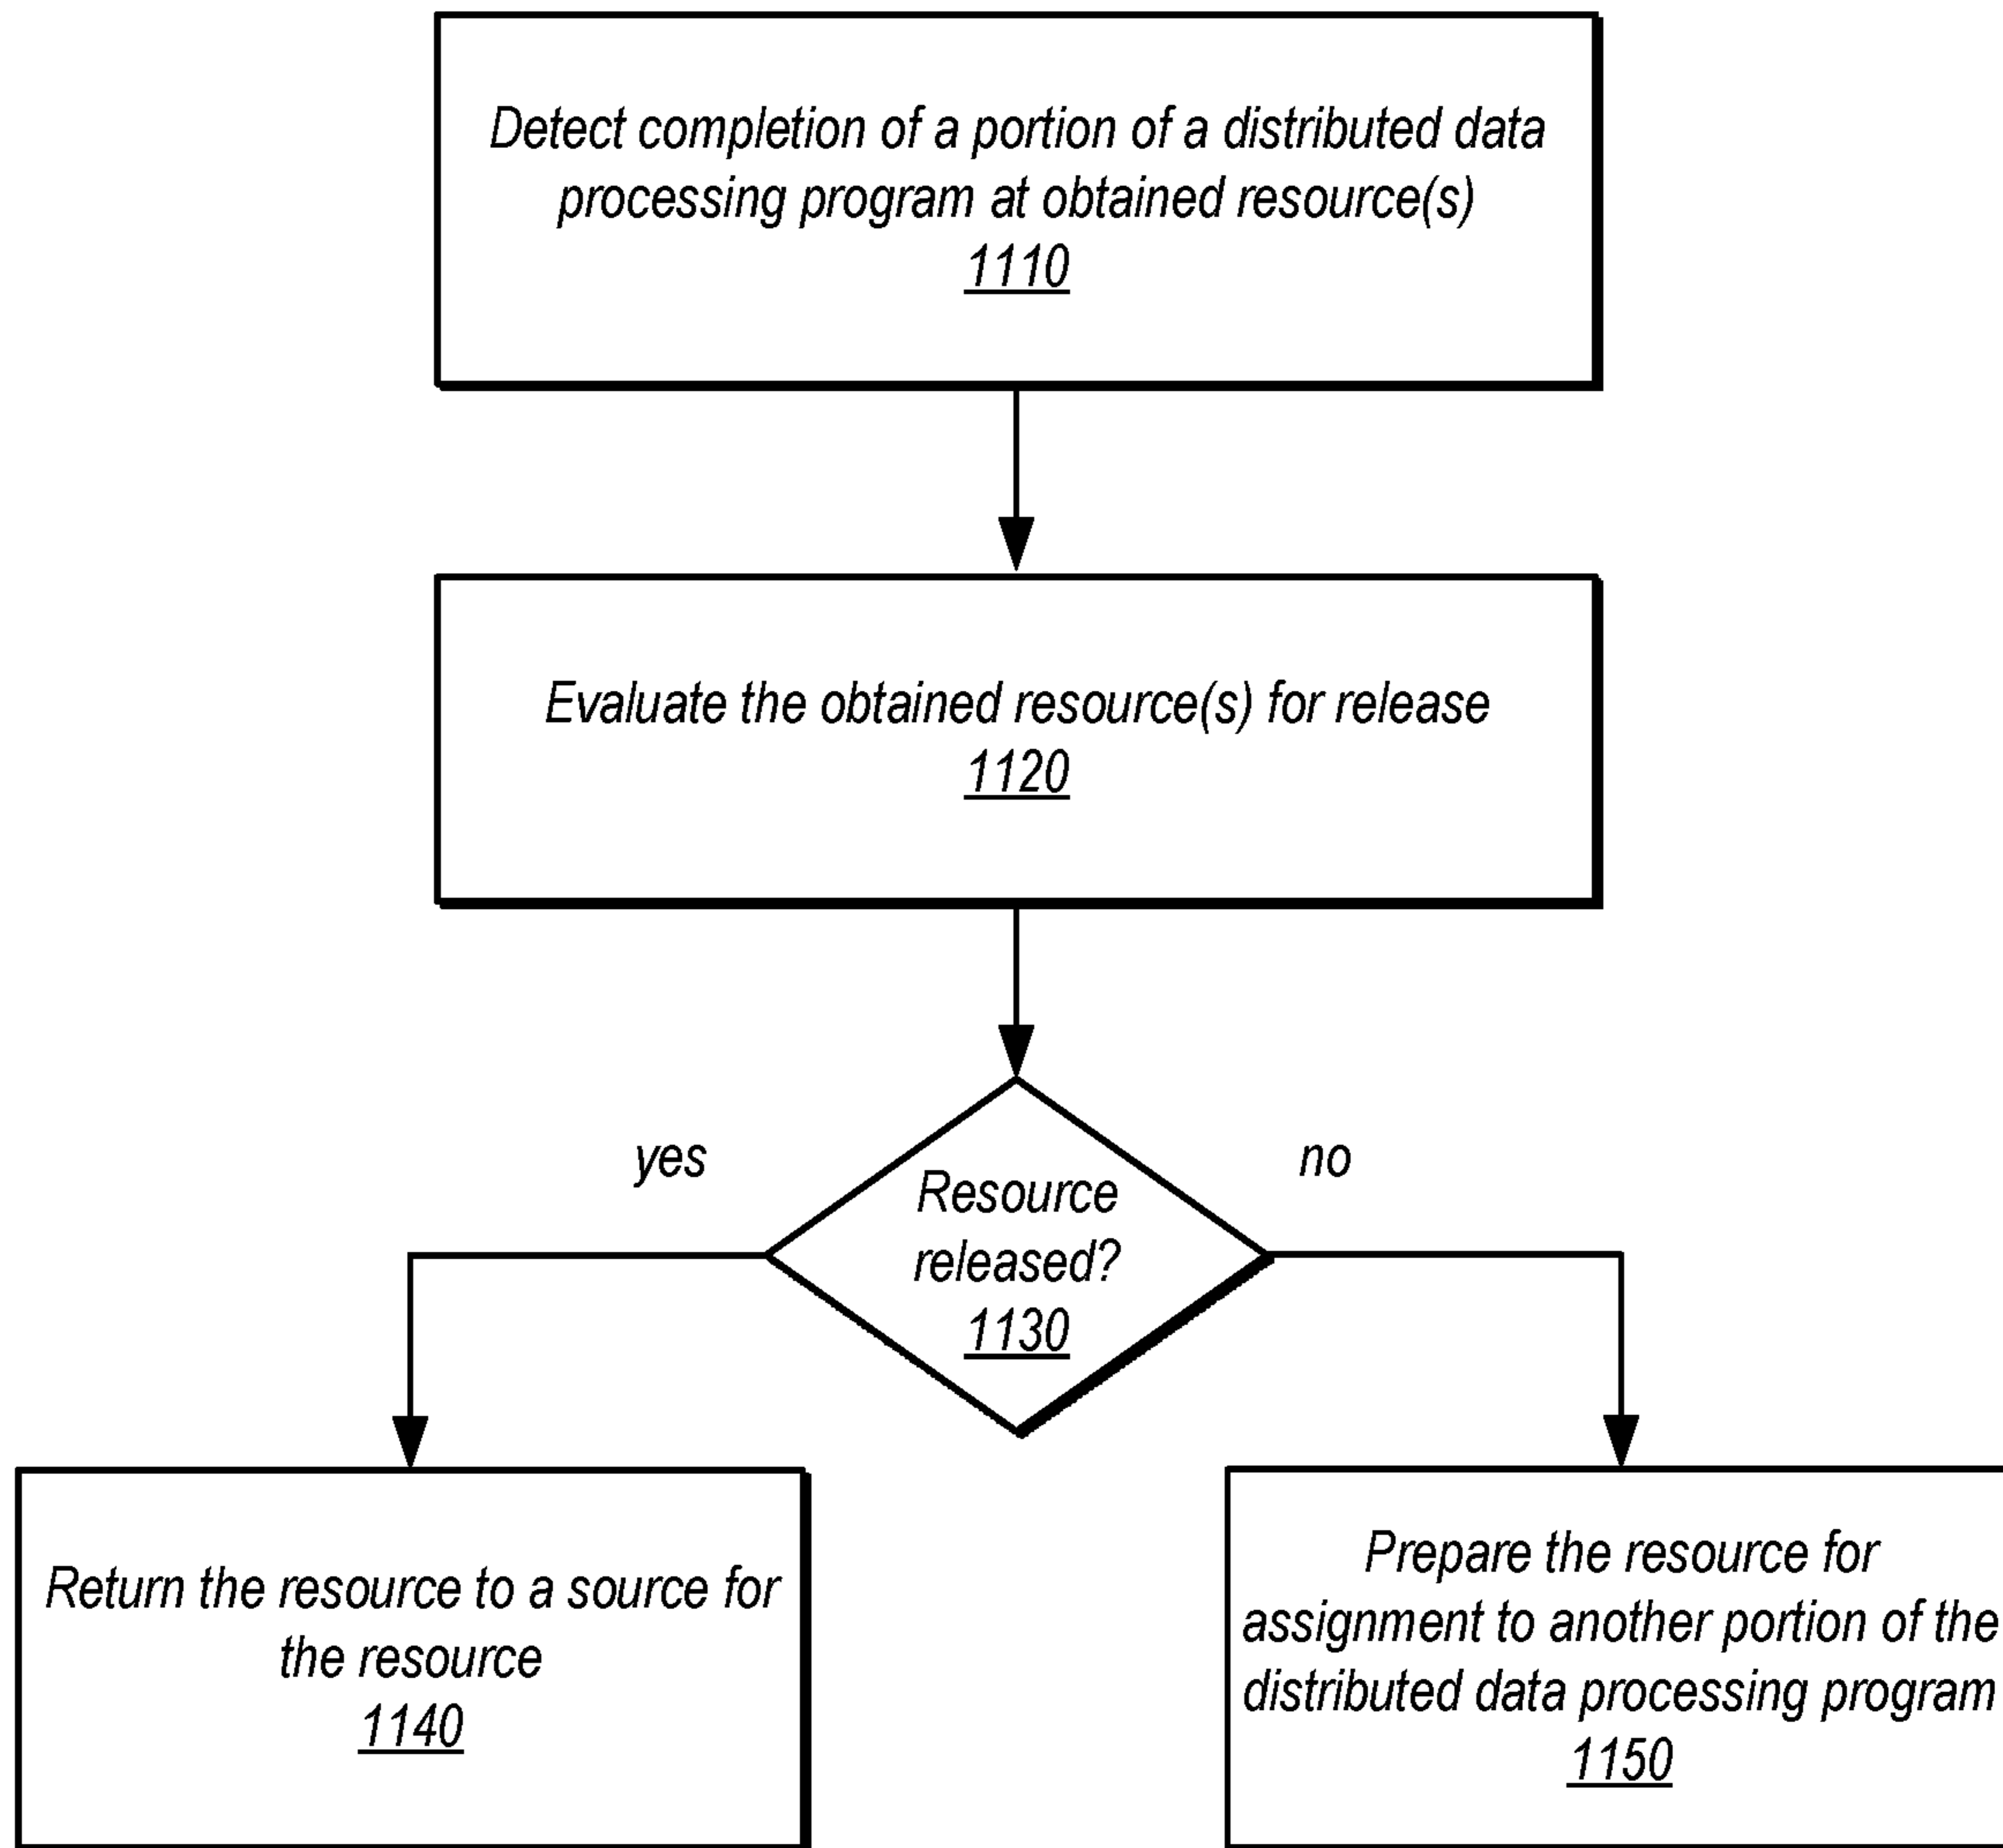 Detect completion of a portion of a distributed data
processing program at obtained resource(s)
1110
Evaluate the obtained resource(s) for release
1120
yes
no
Resource
released?
1130
Return the resource to a source for
the resource
1140
Prepare the resource for
assignment to another portion of the
distributed data processing program
1150